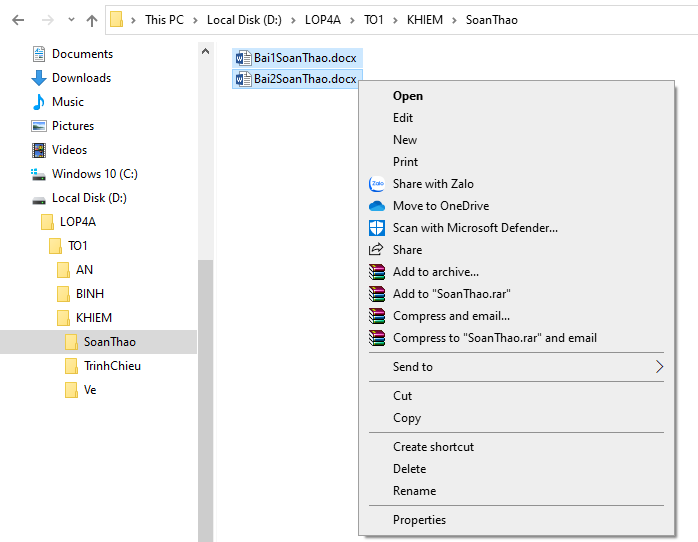 This PC > Local Disk (D:) > LOP4A > TO1 > KHIEM > SoanThao
Documents
Downloads
Music
Pictures
Videos
Windows 10 (C:)
Local Disk (D:)
LOP4A
TO1
AN
BINH
KHIEM
SoanThao
TrinhChieu
Ve
Bai1SoanThao.docx
Bai2SoanThao.docx
Open
Edit
New
Print
Zalo Share with Zalo
Move to OneDrive
Scan with Microsoft Defender...
Share
Add to archive...
Add to "SoanThao.rar"
Compress and email...
Compress to "SoanThao.rar" and email
Send to
Cut
Copy
Create shortcut
Delete
Rename
Properties